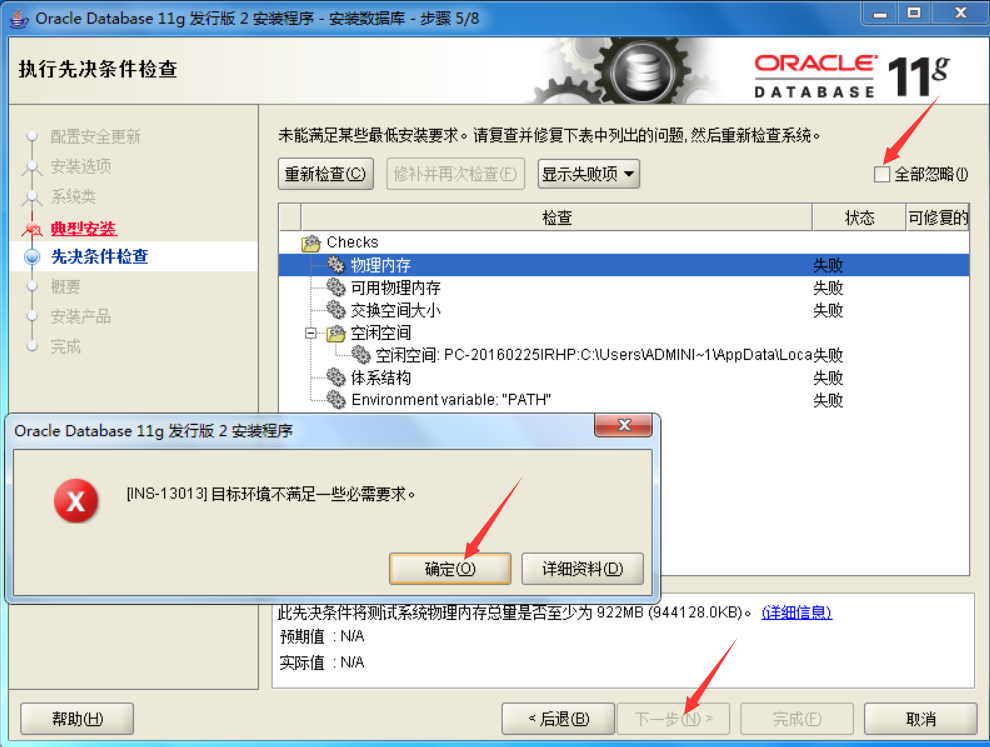 Oracle Database 11g 发行版 2 安装程序 - 安装数据库 - 步骤 5/8
执行先决条件检查
ORACLE
DATABASE
11g
配置安全更新
安装选项
系统类
典型安装
先决条件检查
概要
安装产品
完成
未能满足某些最低安装要求。请复查并修复下表中列出的问题, 然后重新检查系统。
重新检查(C) 修补并再次检查(F) 显示失败项 全部忽略(I)
检查 状态 可修复的
Checks
物理内存 失败
可用物理内存 失败
交换空间大小 失败
空闲空间
空闲空间: PC-20160225IRHP:C:\Users\ADMINI~1\AppData\Loca 失败
体系结构 失败
Environment variable: "PATH" 失败
Oracle Database 11g 发行版 2 安装程序
[INS-13013] 目标环境不满足一些必需要求。
确定(O) 详细资料(D)
此先决条件将测试系统物理内存总量是否至少为 922MB (944128.0KB)。 (详细信息)
预期值 : N/A
实际值 : N/A
帮助(H) < 后退(B) 下一步(N) > 完成(F) 取消